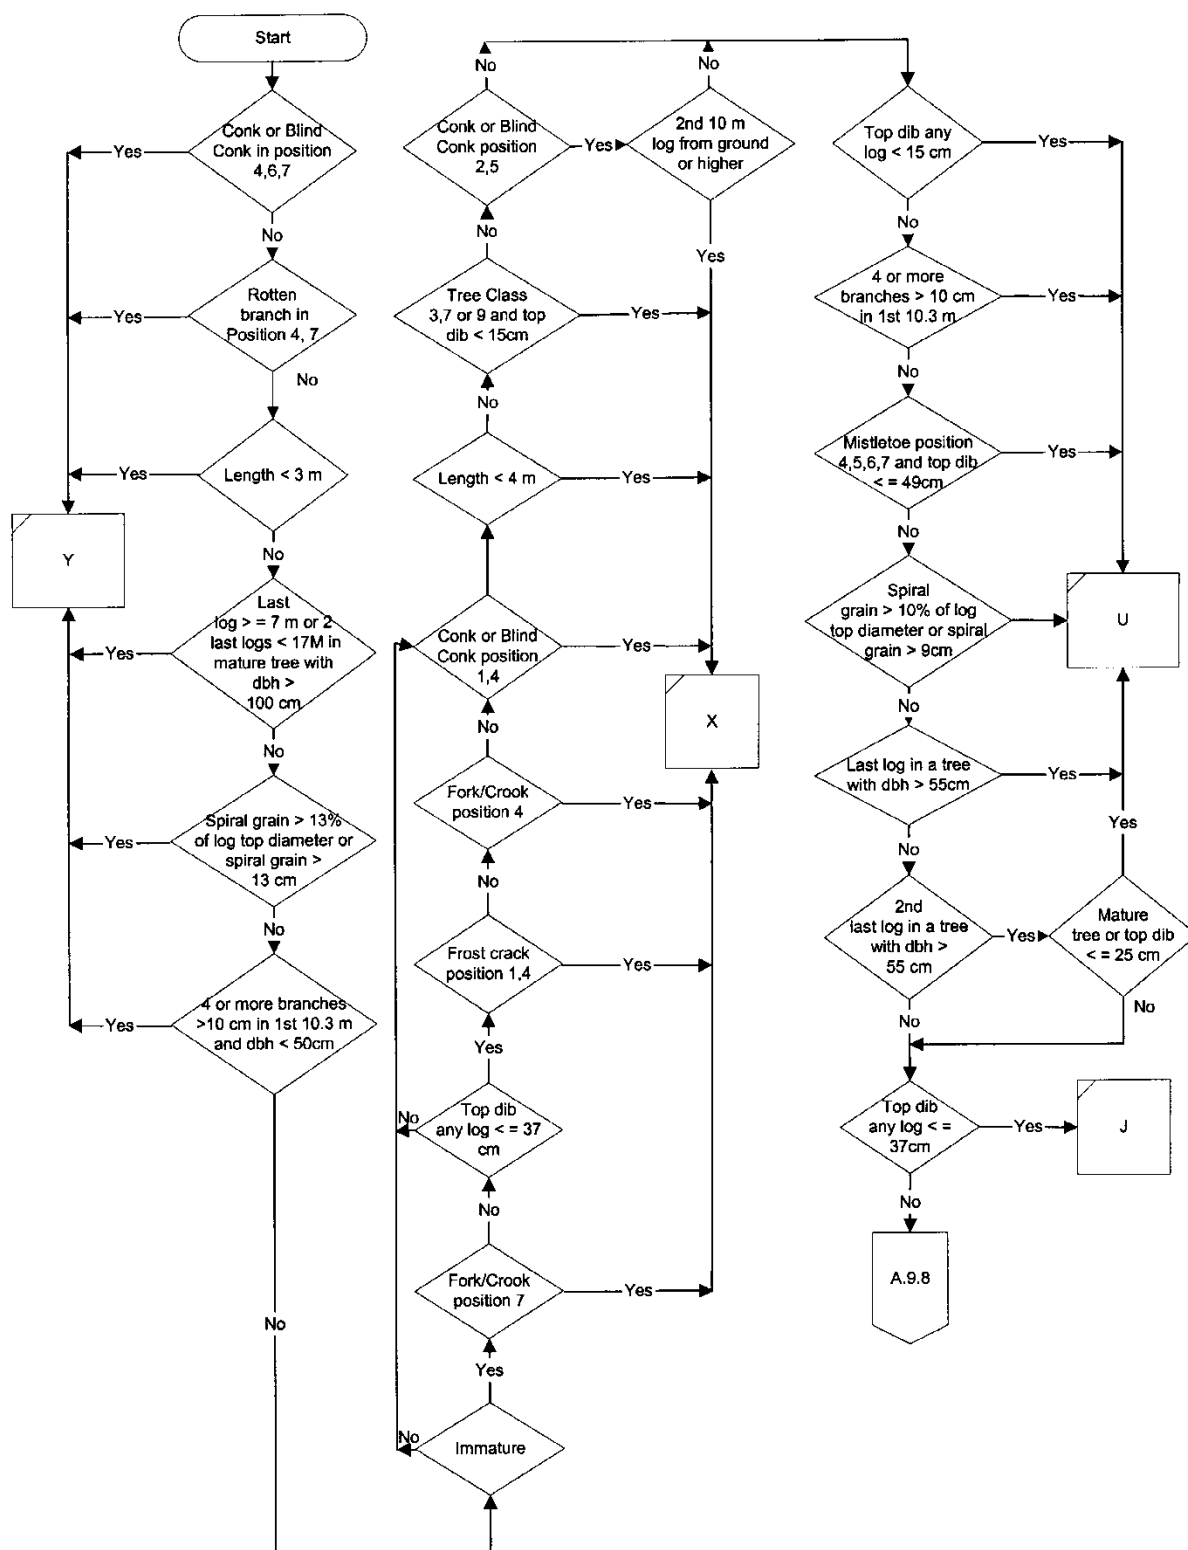 Start
Conk or Blind
Conk in position
4,6,7
Yes
No
Rotten
branch in
Position 4, 7
Yes
No
Length < 3 m
Yes
No
Y
Last
log > = 7 m or 2
last logs < 17M in
mature tree with
dbh >
100 cm
Yes
No
Spiral grain > 13%
of log top diameter or
spiral grain >
13 cm
Yes
No
4 or more branches
>10 cm in 1st 10.3 m
and dbh < 50cm
Yes
No
No
Conk or Blind
Conk position
2,5
Yes
No
2nd 10 m
log from ground
or higher
Yes
No
Tree Class
3,7 or 9 and top
dib < 15cm
Yes
No
Length < 4 m
Yes
Conk or Blind
Conk position
1,4
Yes
X
No
Fork/Crook
position 4
Yes
No
Frost crack
position 1,4
Yes
Yes
Top dib
any log < = 37
cm
No
No
Fork/Crook
position 7
Yes
Yes
Immature
No
Top dib any
log < 15 cm
Yes
No
4 or more
branches > 10 cm
in 1st 10.3 m
Yes
No
Mistletoe position
4,5,6,7 and top dib
< = 49cm
Yes
No
Spiral
grain > 10% of log
top diameter or spiral
grain > 9cm
U
No
Last log in a tree
with dbh > 55cm
Yes
No
Yes
2nd
last log in a tree
with dbh >
55 cm
Yes
Mature
tree or top dib
< = 25 cm
No
No
Top dib
any log < =
37cm
Yes
J
No
A.9.8